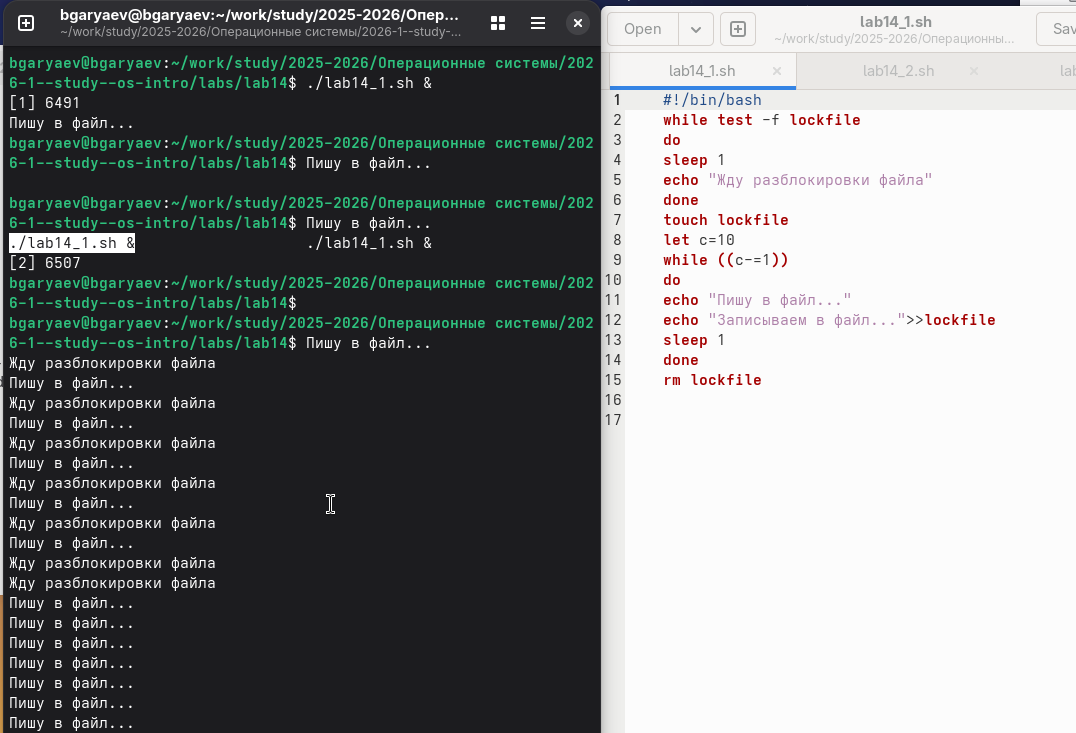 bgaryaev@bgaryaev:~/work/study/2025-2026/Опер...
~/work/study/2025-2026/Операционные системы/2026-1--study-...
bgaryaev@bgaryaev:~/work/study/2025-2026/Операционные системы/202
6-1--study--os-intro/labs/lab14$ ./lab14_1.sh &
[1] 6491
Пишу в файл...
bgaryaev@bgaryaev:~/work/study/2025-2026/Операционные системы/202
6-1--study--os-intro/labs/lab14$ Пишу в файл...
bgaryaev@bgaryaev:~/work/study/2025-2026/Операционные системы/202
6-1--study--os-intro/labs/lab14$ Пишу в файл...
./lab14_1.sh & ./lab14_1.sh &
[2] 6507
bgaryaev@bgaryaev:~/work/study/2025-2026/Операционные системы/202
6-1--study--os-intro/labs/lab14$
bgaryaev@bgaryaev:~/work/study/2025-2026/Операционные системы/202
6-1--study--os-intro/labs/lab14$ Пишу в файл...
Жду разблокировки файла
Пишу в файл...
Жду разблокировки файла
Пишу в файл...
Жду разблокировки файла
Пишу в файл...
Жду разблокировки файла
Пишу в файл...
Жду разблокировки файла
Пишу в файл...
Жду разблокировки файла
Жду разблокировки файла
Пишу в файл...
Пишу в файл...
Пишу в файл...
Пишу в файл...
Пишу в файл...
Пишу в файл...
Пишу в файл...
Open
lab14_1.sh
~/work/study/2025-2026/Операционны...
Sav
lab14_1.sh
lab14_2.sh
la
1 #!/bin/bash
2 while test -f lockfile
3 do
4 sleep 1
5 echo "Жду разблокировки файла"
6 done
7 touch lockfile
8 let c=10
9 while ((c-=1))
10 do
11 echo "Пишу в файл..."
12 echo "Записываем в файл...">>lockfile
13 sleep 1
14 done
15 rm lockfile
16
17